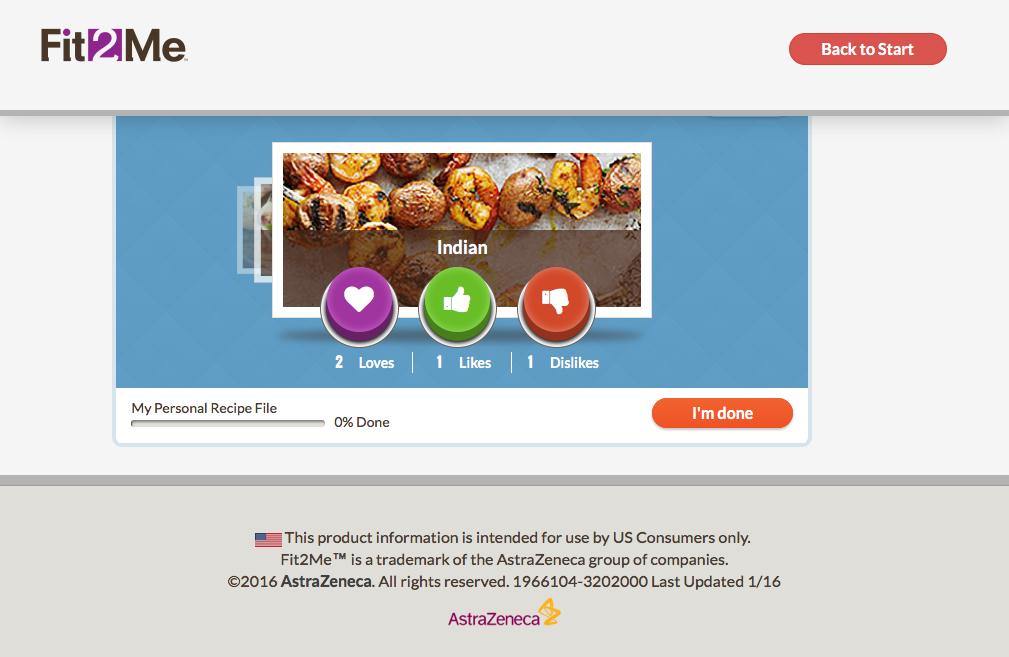 Fit2Me™
Back to Start
Indian
2 Loves 1 Likes 1 Dislikes
My Personal Recipe File
0% Done
I'm done
This product information is intended for use by US Consumers only.
Fit2Me™ is a trademark of the AstraZeneca group of companies.
©2016 AstraZeneca. All rights reserved. 1966104-3202000 Last Updated 1/16
AstraZeneca